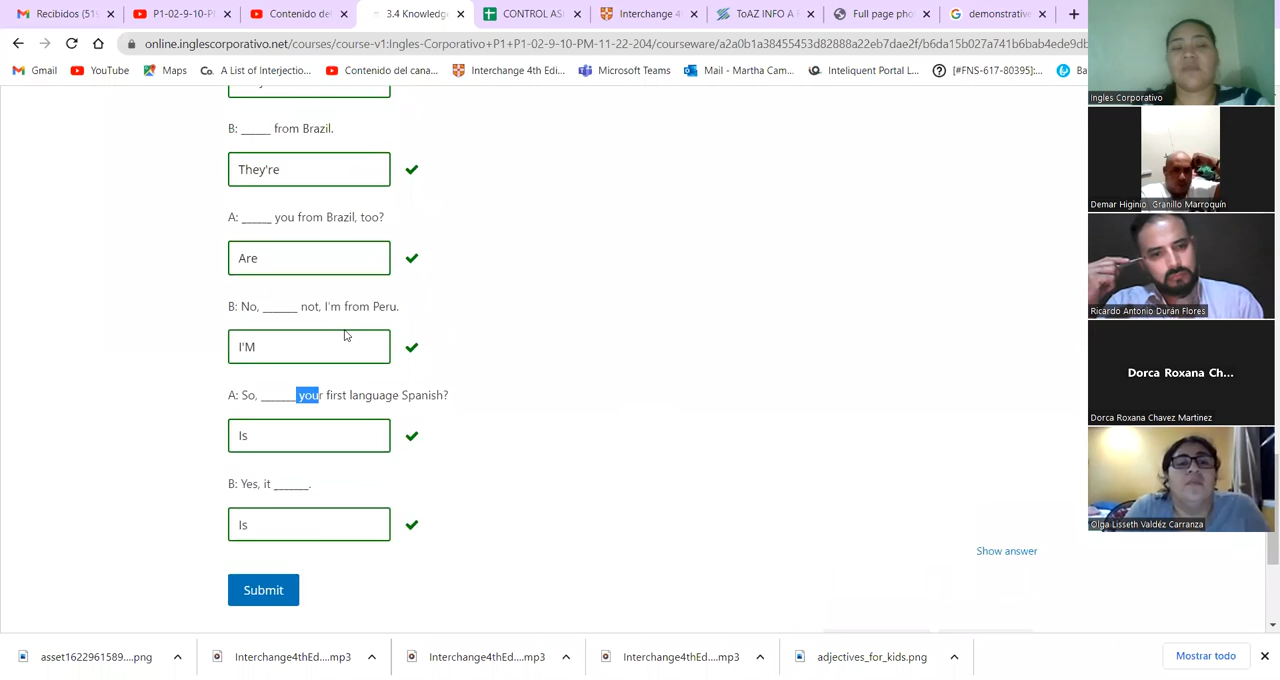 Recibidos (51
P1-02-9-10-P
Contenido de
3.4 Knowledg
CONTROL AS
Interchange 4
ToAZ INFO A
Full page pho
demonstrative
online.inglescorporativo.net/courses/course-v1:Ingles-Corporativo+P1+P1-02-9-10-PM-11-22-204/courseware/a2a0b1a38455453d82888a22eb7dae2f/b6da15b027a741b6bab4ede9db
Gmail
YouTube
Maps
A List of Interjectio...
Contenido del cana...
Interchange 4th Edi...
Microsoft Teams
Mail - Martha Cam...
Inteliquent Portal L...
[#FNS-617-80395]:...
Ba
B: _____ from Brazil.
They're
A: _____ you from Brazil, too?
Are
B: No, ______ not, I'm from Peru.
I'M
A: So, ______ your first language Spanish?
Is
B: Yes, it ______.
Is
Show answer
Submit
Ingles Corporativo
Demar Higinio Granillo Marroquín
Ricardo Antonio Durán Flores
Dorca Roxana Ch...
Dorca Roxana Chavez Martinez
Olga Lisseth Valdéz Carranza
asset1622961589....png
Interchange4thEd....mp3
Interchange4thEd....mp3
Interchange4thEd....mp3
adjectives_for_kids.png
Mostrar todo